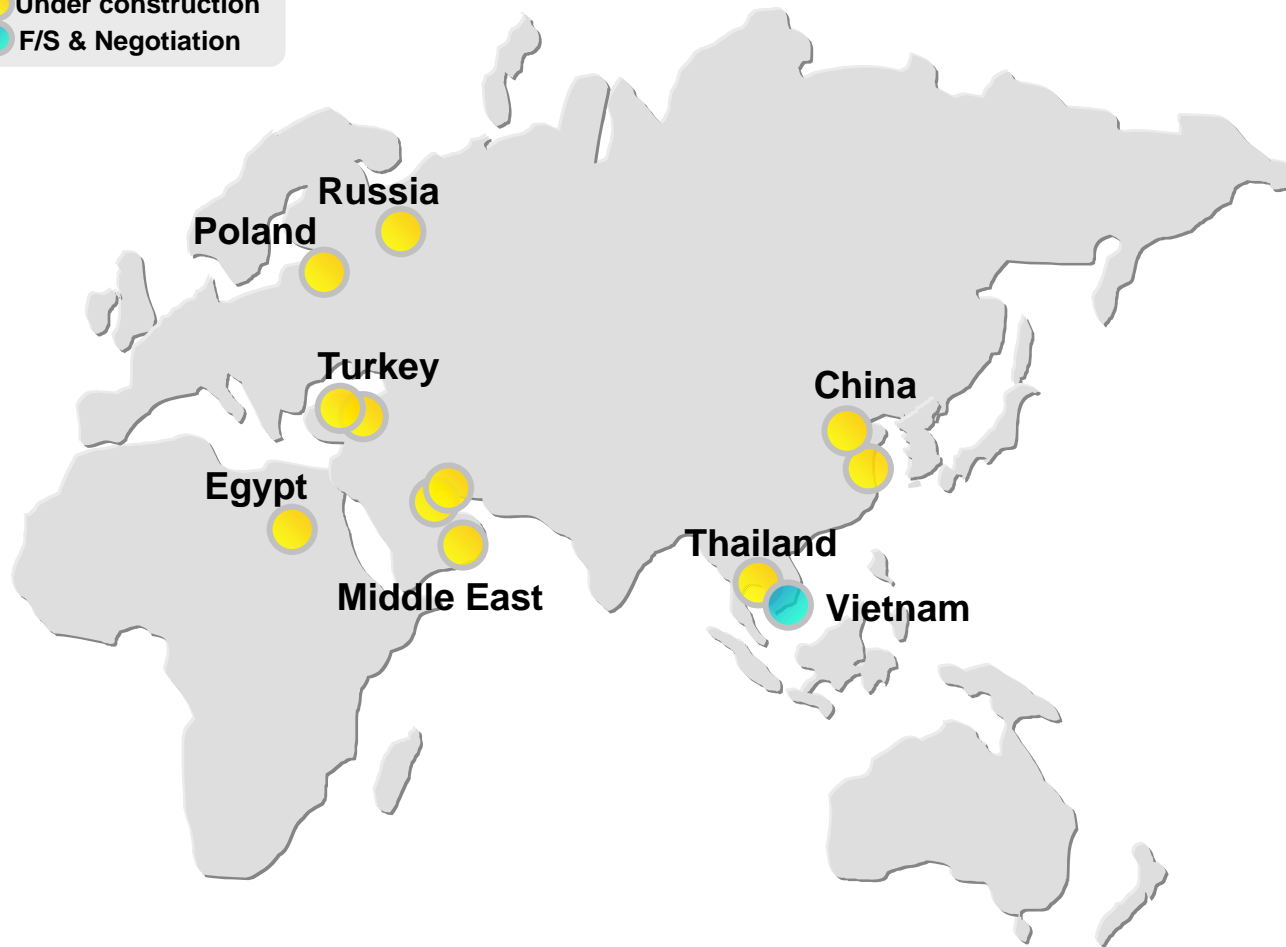 Under construction
F/S & Negotiation
Russia
Poland
Turkey
China
Egypt
Thailand
Middle East
Vietnam